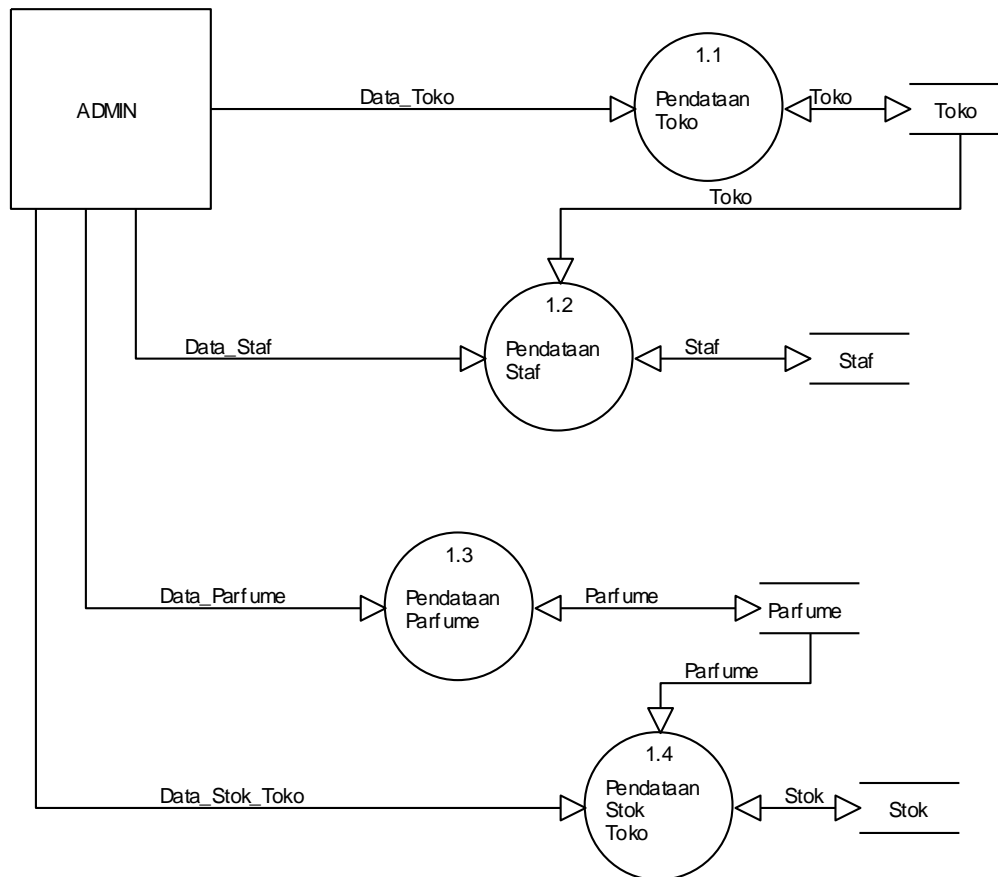 ADMIN
Data_Toko
1.1
Pendataan
Toko
Toko
Toko
Toko
1.2
Pendataan
Staf
Data_Staf
Staf
Staf
1.3
Pendataan
Parfume
Data_Parfume
Parfume
Parfume
Parfume
1.4
Pendataan
Stok
Toko
Data_Stok_Toko
Stok
Stok